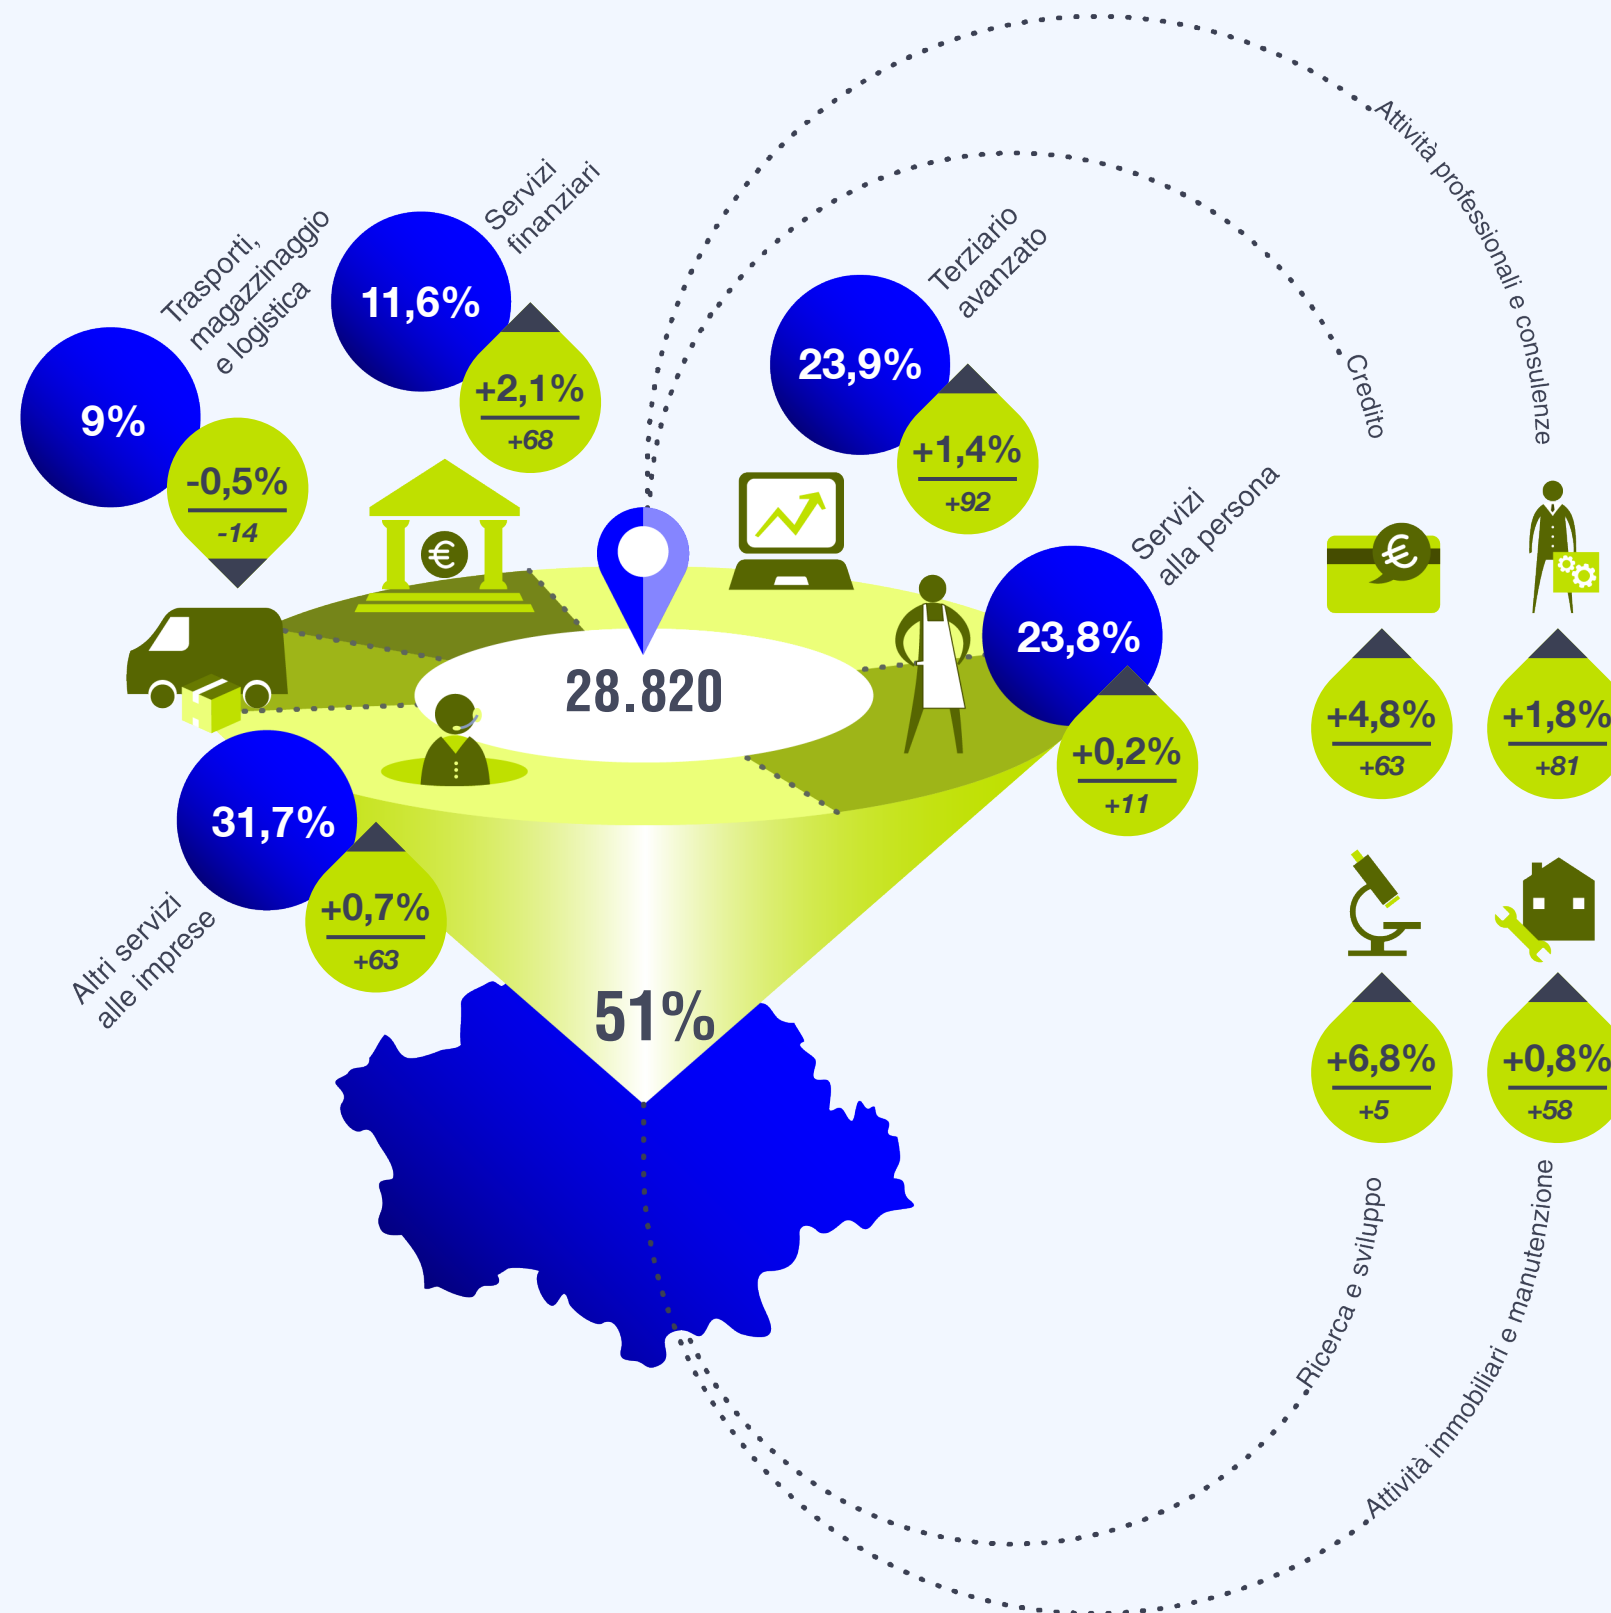 Trasporti,
magazzinaggio
e logistica
9%
-0,5%
-14
Servizi
finanziari
11,6%
+2,1%
+68
€
Terziario
avanzato
23,9%
+1,4%
+92
Servizi
alla persona
23,8%
+0,2%
+11
28.820
31,7%
+0,7%
+63
Altri servizi
alle imprese
51%
Attività professionali e consulenze
Credito
€
+4,8%
+63
+1,8%
+81
+6,8%
+5
+0,8%
+58
Ricerca e sviluppo
Attività immobiliari e manutenzione